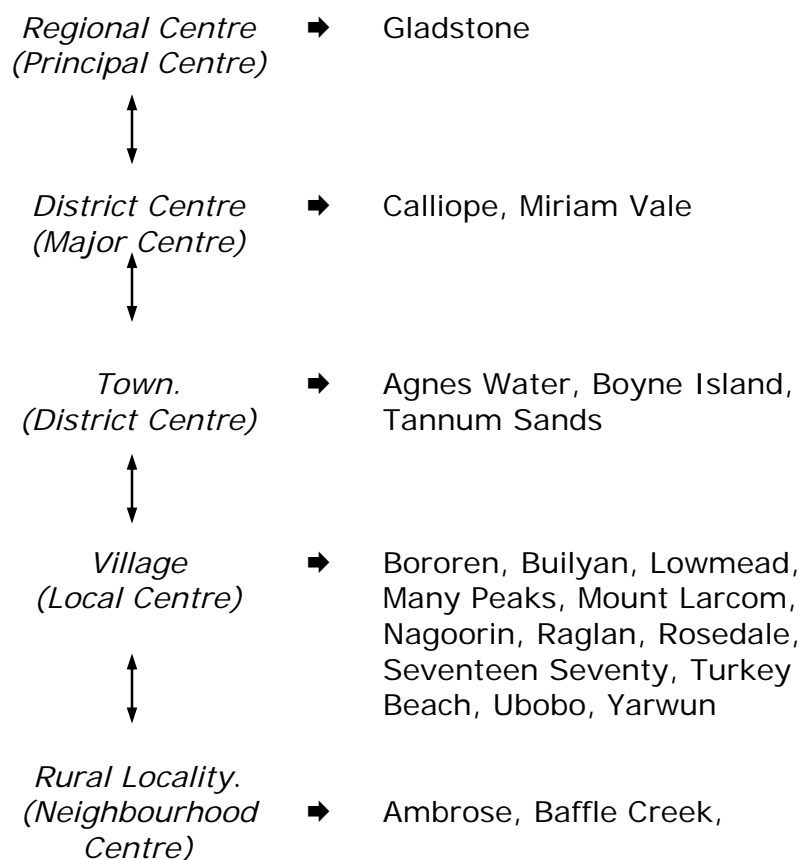 Regional Centre ➡ Gladstone
(Principal Centre)
District Centre ➡ Calliope, Miriam Vale
(Major Centre)
Town. ➡ Agnes Water, Boyne Island,
(District Centre) Tannum Sands
Village ➡ Bororen, Builyan, Lowmead,
(Local Centre) Many Peaks, Mount Larcom,
Nagoorin, Raglan, Rosedale,
Seventeen Seventy, Turkey
Beach, Ubobo, Yarwun
Rural Locality.
(Neighbourhood ➡ Ambrose, Baffle Creek,
Centre)